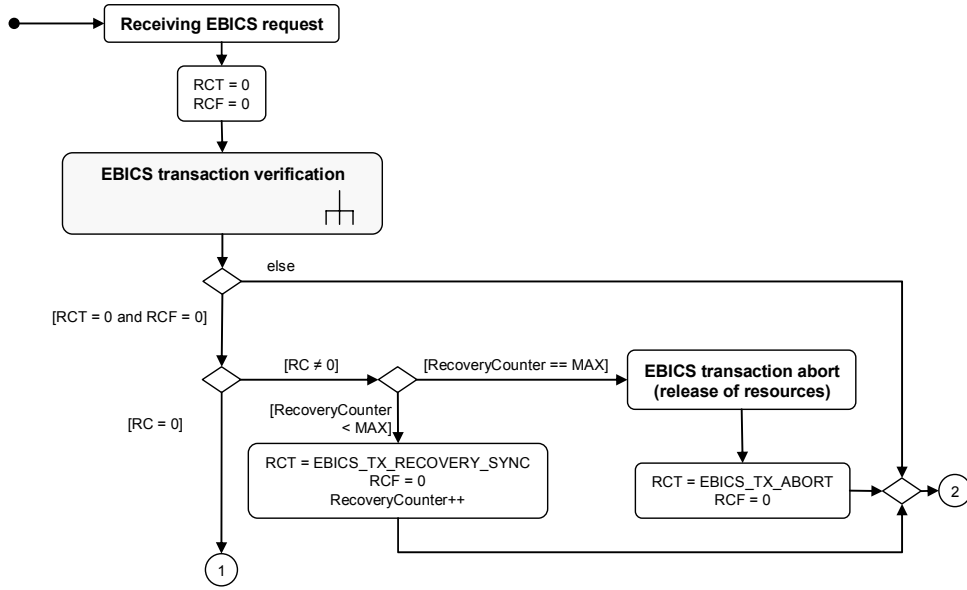 Receiving EBICS request
RCT = 0
RCF = 0
EBICS transaction verification
else
[RCT = 0 and RCF = 0]
[RC ≠ 0]
[RecoveryCounter == MAX]
EBICS transaction abort
(release of resources)
[RC = 0]
[RecoveryCounter
< MAX]
RCT = EBICS_TX_RECOVERY_SYNC
RCF = 0
RecoveryCounter++
RCT = EBICS_TX_ABORT
RCF = 0
2
1